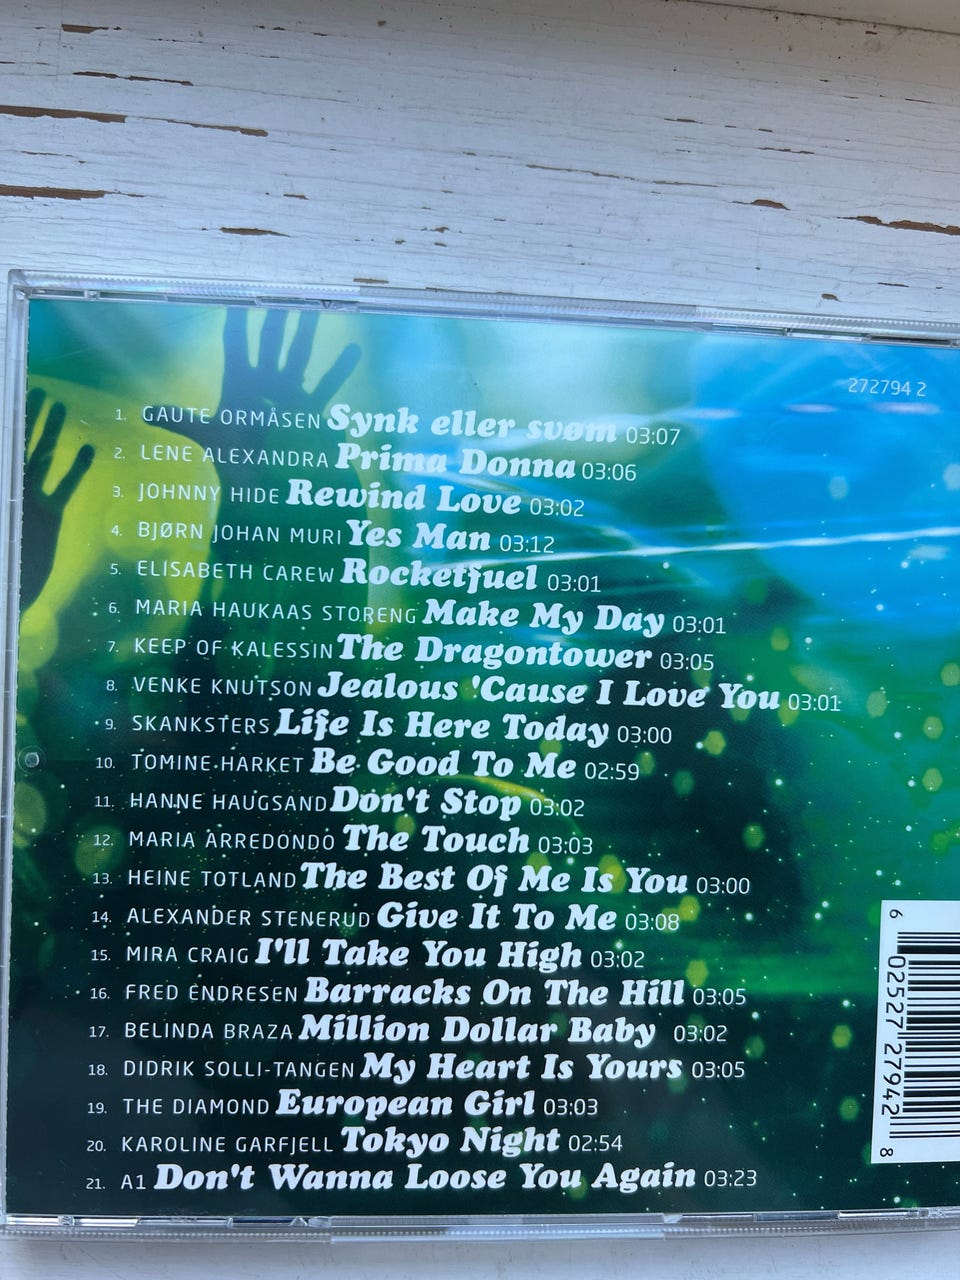 272794 2
1. GAUTE ORMÅSEN Synk eller svøm 03:07
2. LENE ALEXANDRA Prima Donna 03:06
3. JOHNNY HIDE Rewind Love 03:02
4. BJØRN JOHAN MURI Yes Man 03:12
5. ELISABETH CAREW Rocketfuel 03:01
6. MARIA HAUKAAS STORENG Make My Day 03:01
7. KEEP OF KALESSIN The Dragontower 03:05
8. VENKE KNUTSON Jealous 'Cause I Love You 03:01
9. SKANKSTERS Life Is Here Today 03:00
10. TOMINE HARKET Be Good To Me 02:59
11. HANNE HAUGSAND Don't Stop 03:02
12. MARIA ARREDONDO The Touch 03:03
13. HEINE TOTLAND The Best Of Me Is You 03:00
14. ALEXANDER STENERUD Give It To Me 03:08
15. MIRA CRAIG I'll Take You High 03:02
16. FRED ENDRESEN Barracks On The Hill 03:05
17. BELINDA BRAZA Million Dollar Baby 03:02
18. DIDRIK SOLLI-TANGEN My Heart Is Yours 03:05
19. THE DIAMOND European Girl 03:03
20. KAROLINE GARFJELL Tokyo Night 02:54
21. A1 Don't Wanna Loose You Again 03:23
6 02527 27942 8